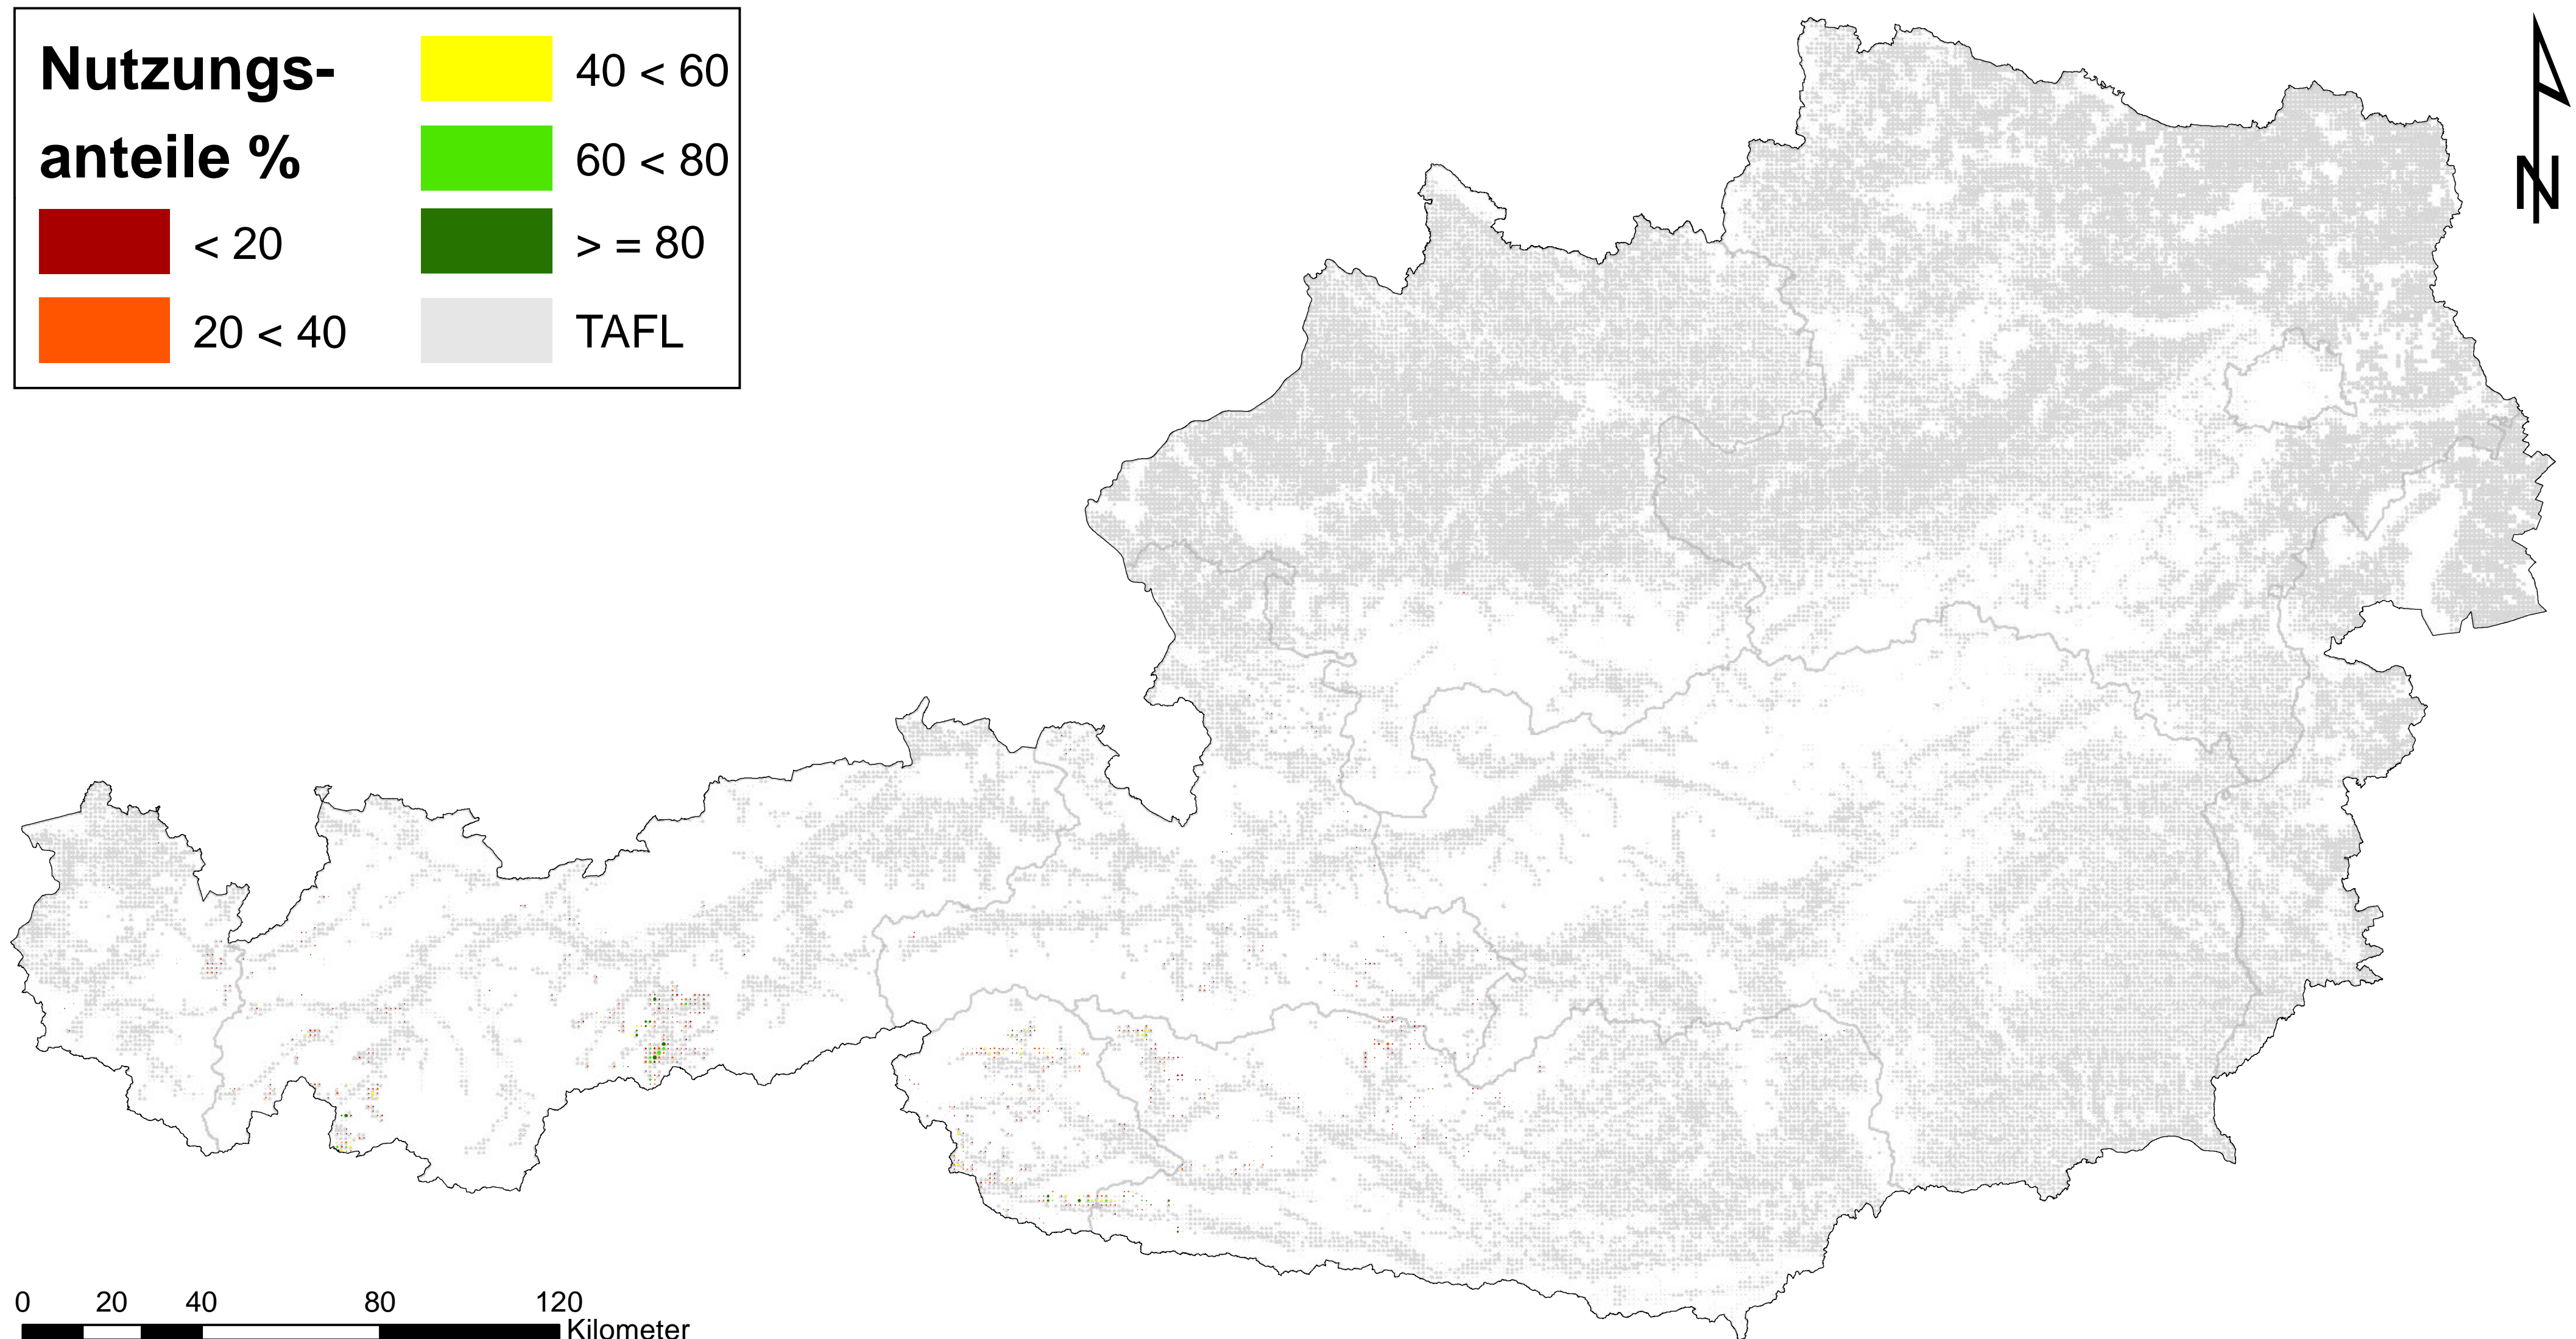 Nutzungs-
anteile %
< 20
20 < 40
40 < 60
60 < 80
> = 80
TAFL
N
0 20 40 80 120
Kilometer